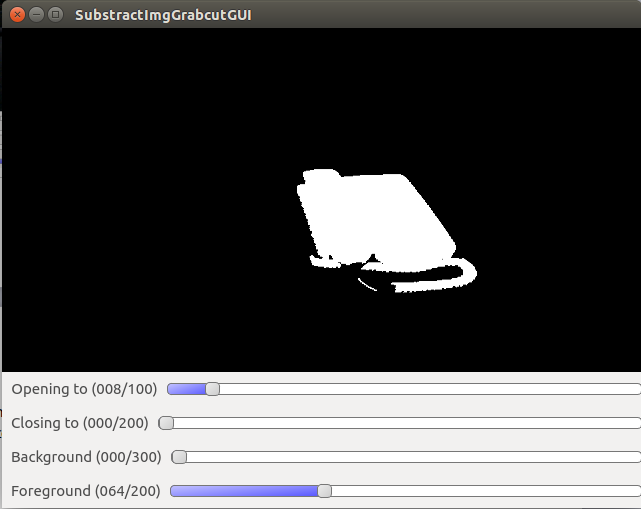 SubstractImgGrabcutGUI
Opening to (008/100)
Closing to (000/200)
Background (000/300)
Foreground (064/200)